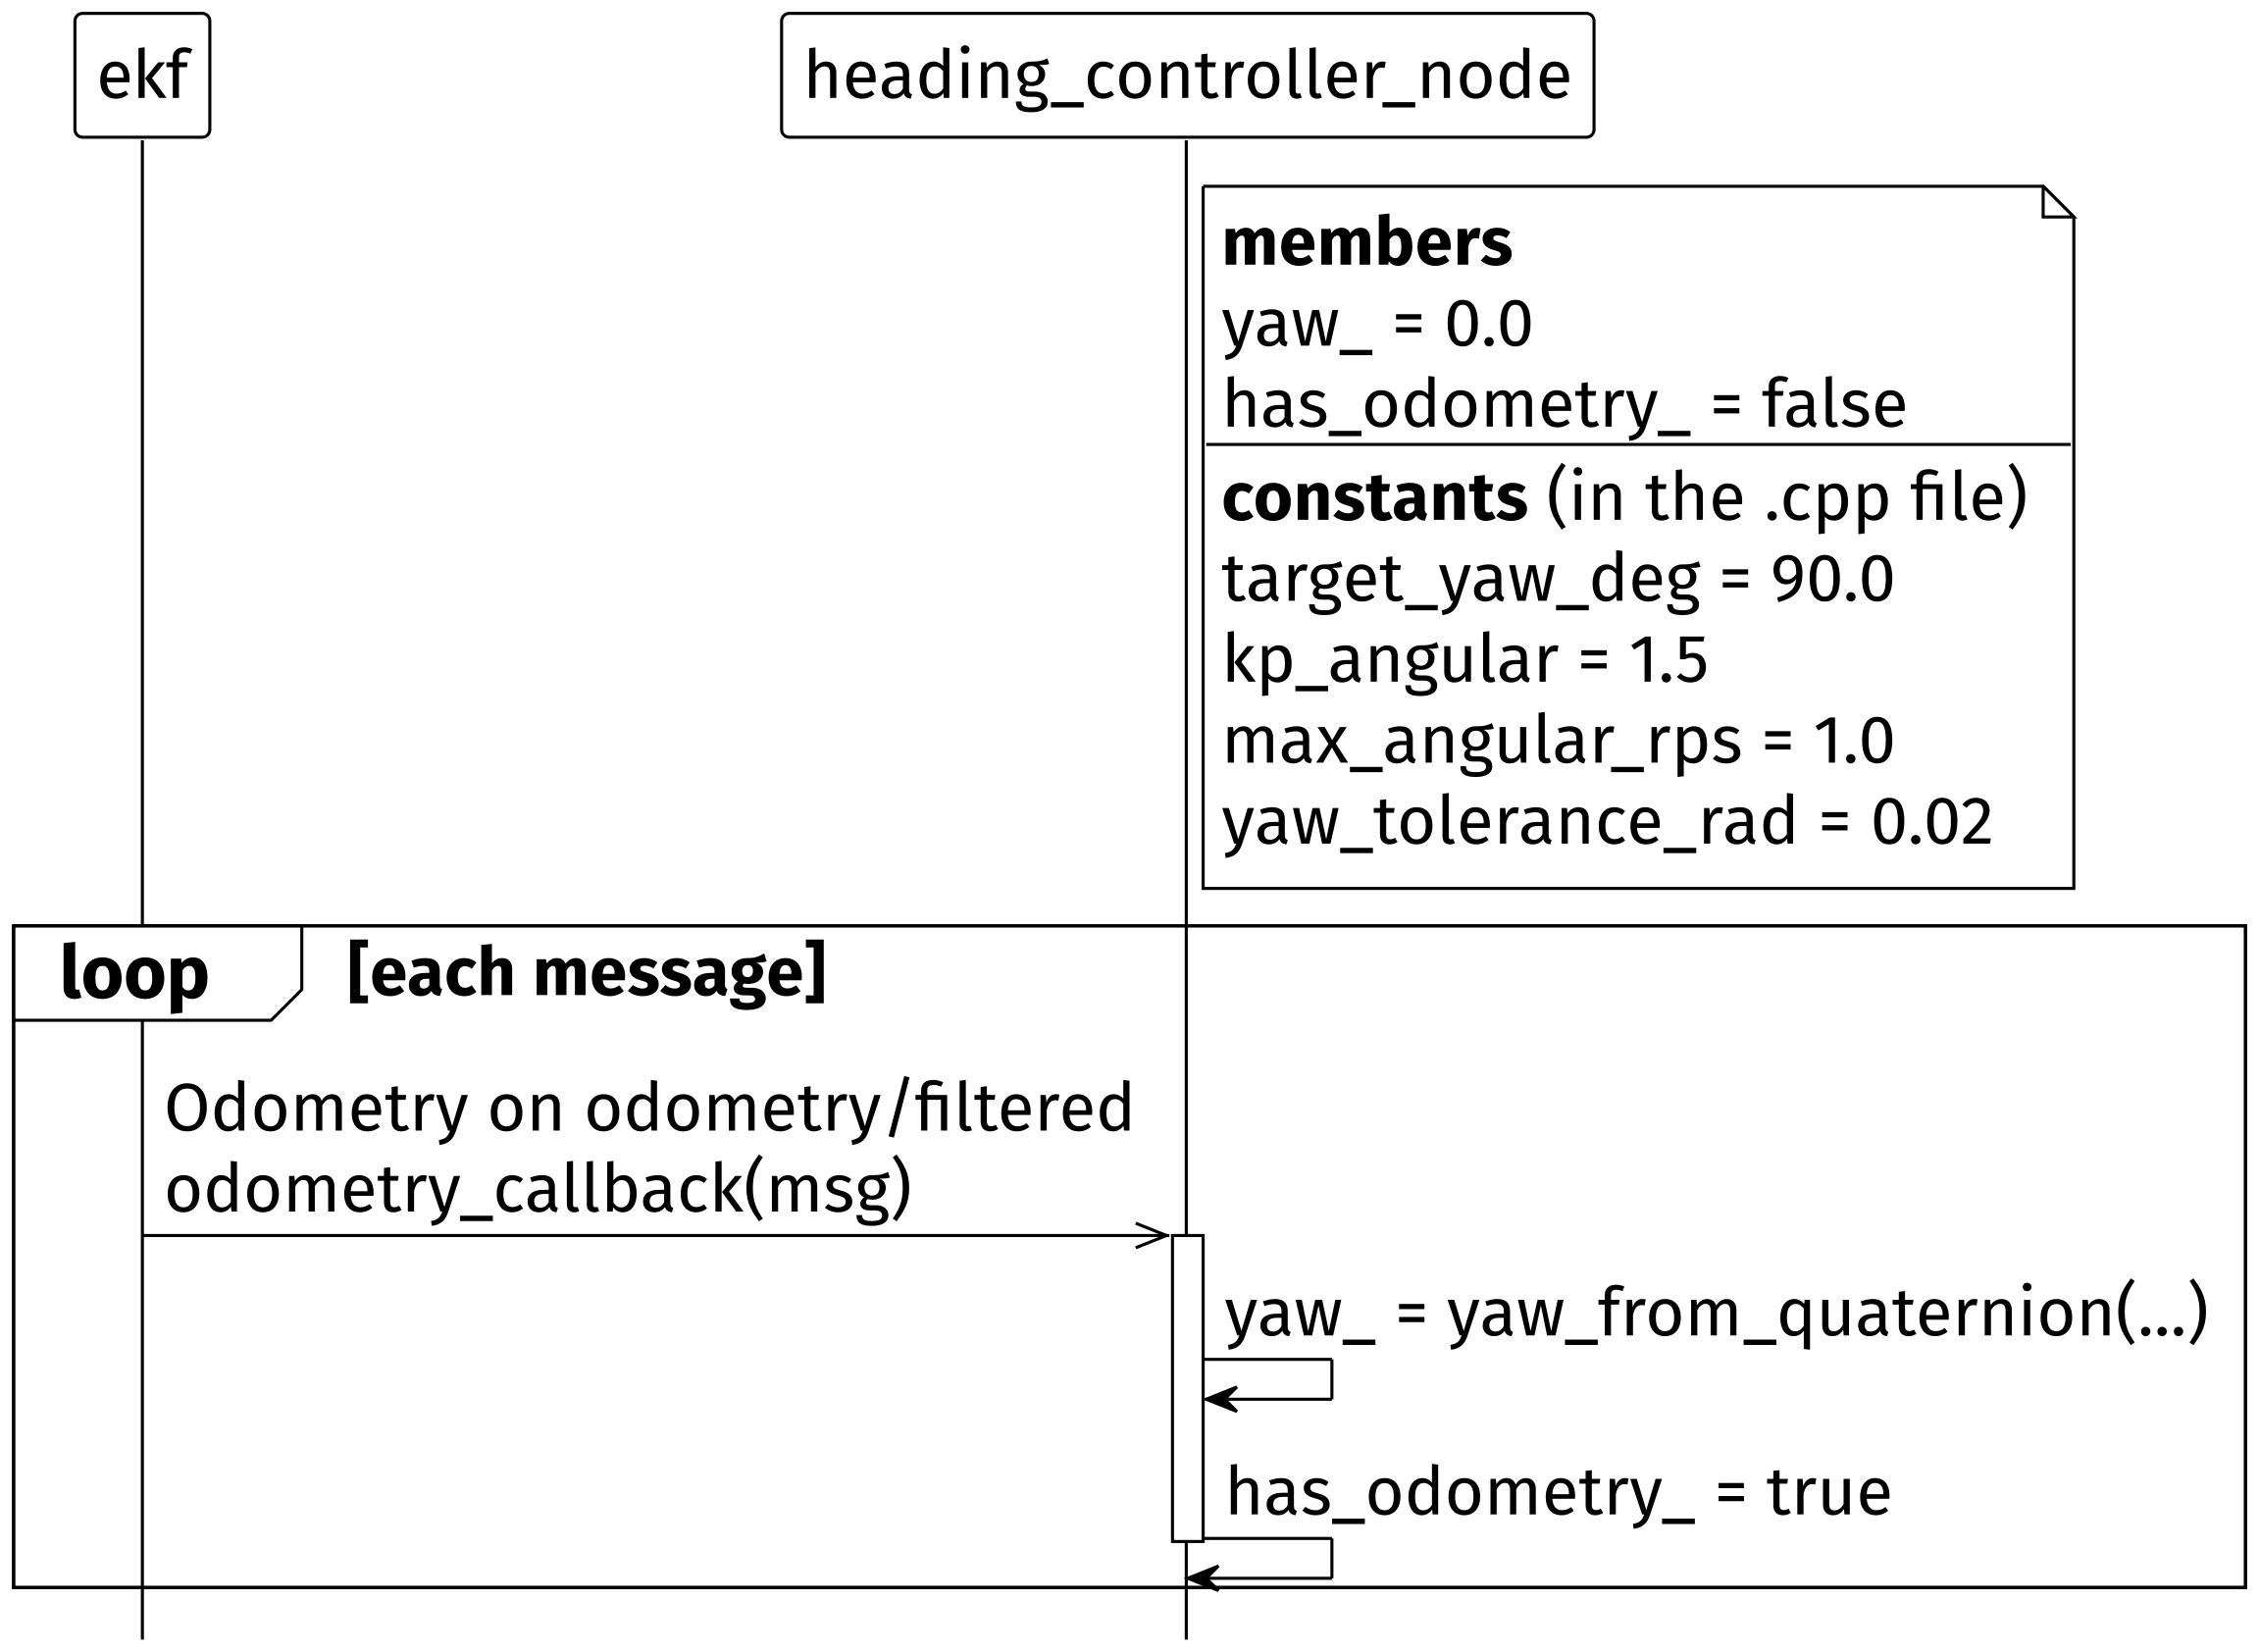 ekf
heading_controller_node
members
yaw_ = 0.0
has_odometry_ = false
constants (in the .cpp file)
target_yaw_deg = 90.0
kp_angular = 1.5
max_angular_rps = 1.0
yaw_tolerance_rad = 0.02
loop [each message]
Odometry on odometry/filtered
odometry_callback(msg)
yaw_ = yaw_from_quaternion(...)
has_odometry_ = true